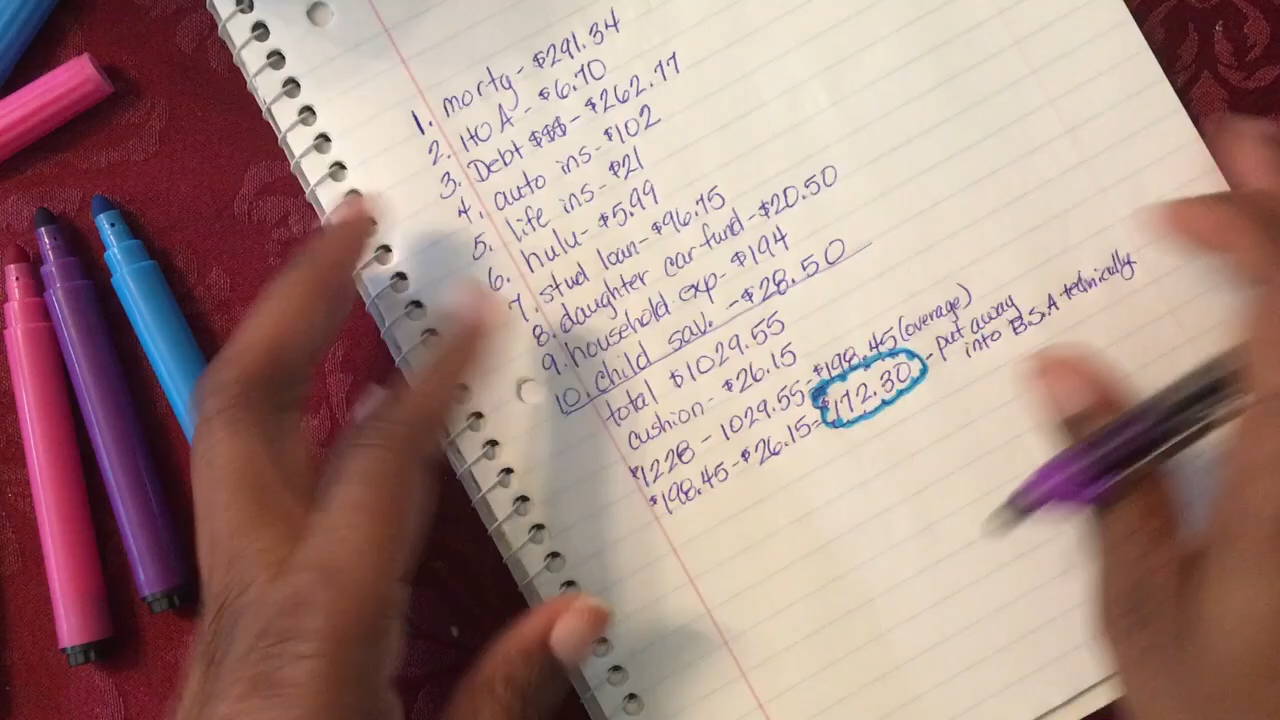 1. mortg - $291.34
2. HOA - $6.70
3. Debt $$$ - $262.77
4. auto ins - $102
5. life ins - $21
6. hulu - $5.99
7. stud loan - $96.75
8. daughter car fund - $20.50
9. household exp - $194
10. child sav. - $28.50
total $1029.55
cushion - $26.15
$1228 - 1029.55 = $198.45 (overage)
$198.45 - $26.15 = $172.30 - put away
into B.S.A technically